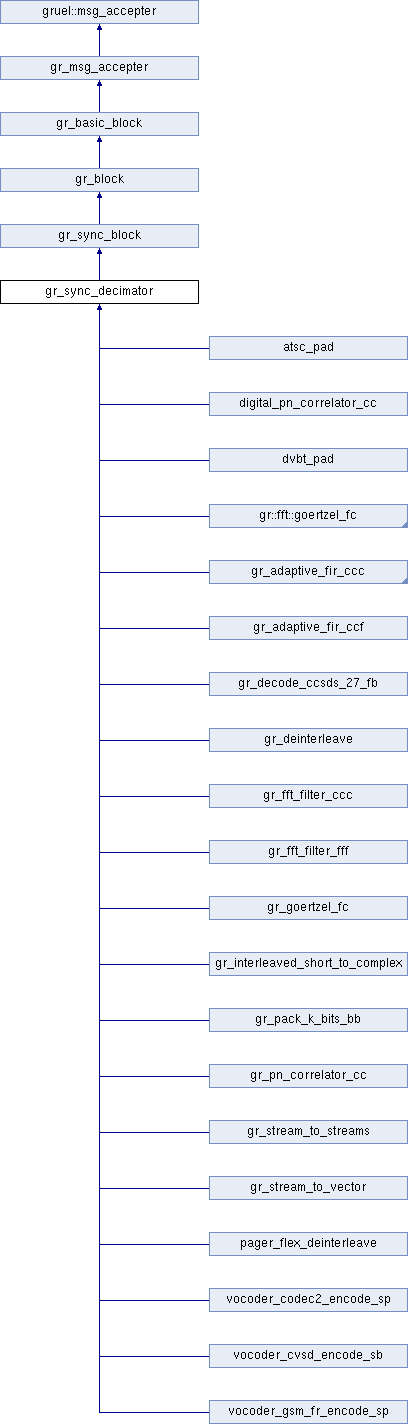 gruel::msg_accepter
gr_msg_accepter
gr_basic_block
gr_block
gr_sync_block
gr_sync_decimator
atsc_pad
digital_pn_correlator_cc
dvbt_pad
gr::fft::goertzel_fc
gr_adaptive_fir_ccc
gr_adaptive_fir_ccf
gr_decode_ccsds_27_fb
gr_deinterleave
gr_fft_filter_ccc
gr_fft_filter_fff
gr_goertzel_fc
gr_interleaved_short_to_complex
gr_pack_k_bits_bb
gr_pn_correlator_cc
gr_stream_to_streams
gr_stream_to_vector
pager_flex_deinterleave
vocoder_codec2_encode_sp
vocoder_cvsd_encode_sb
vocoder_gsm_fr_encode_sp